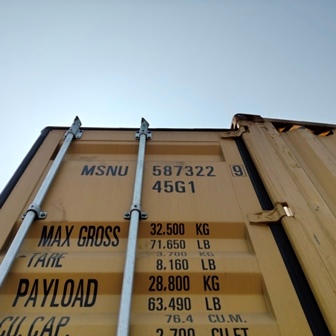 MSNU 587322 9
45G1
MAX GROSS 32.500 KG
71.650 LB
TARE 3.700 KG
8.160 LB
PAYLOAD 28.800 KG
63.490 LB
CU.CAP. 76.4 CU.M.
2.700 CU.FT